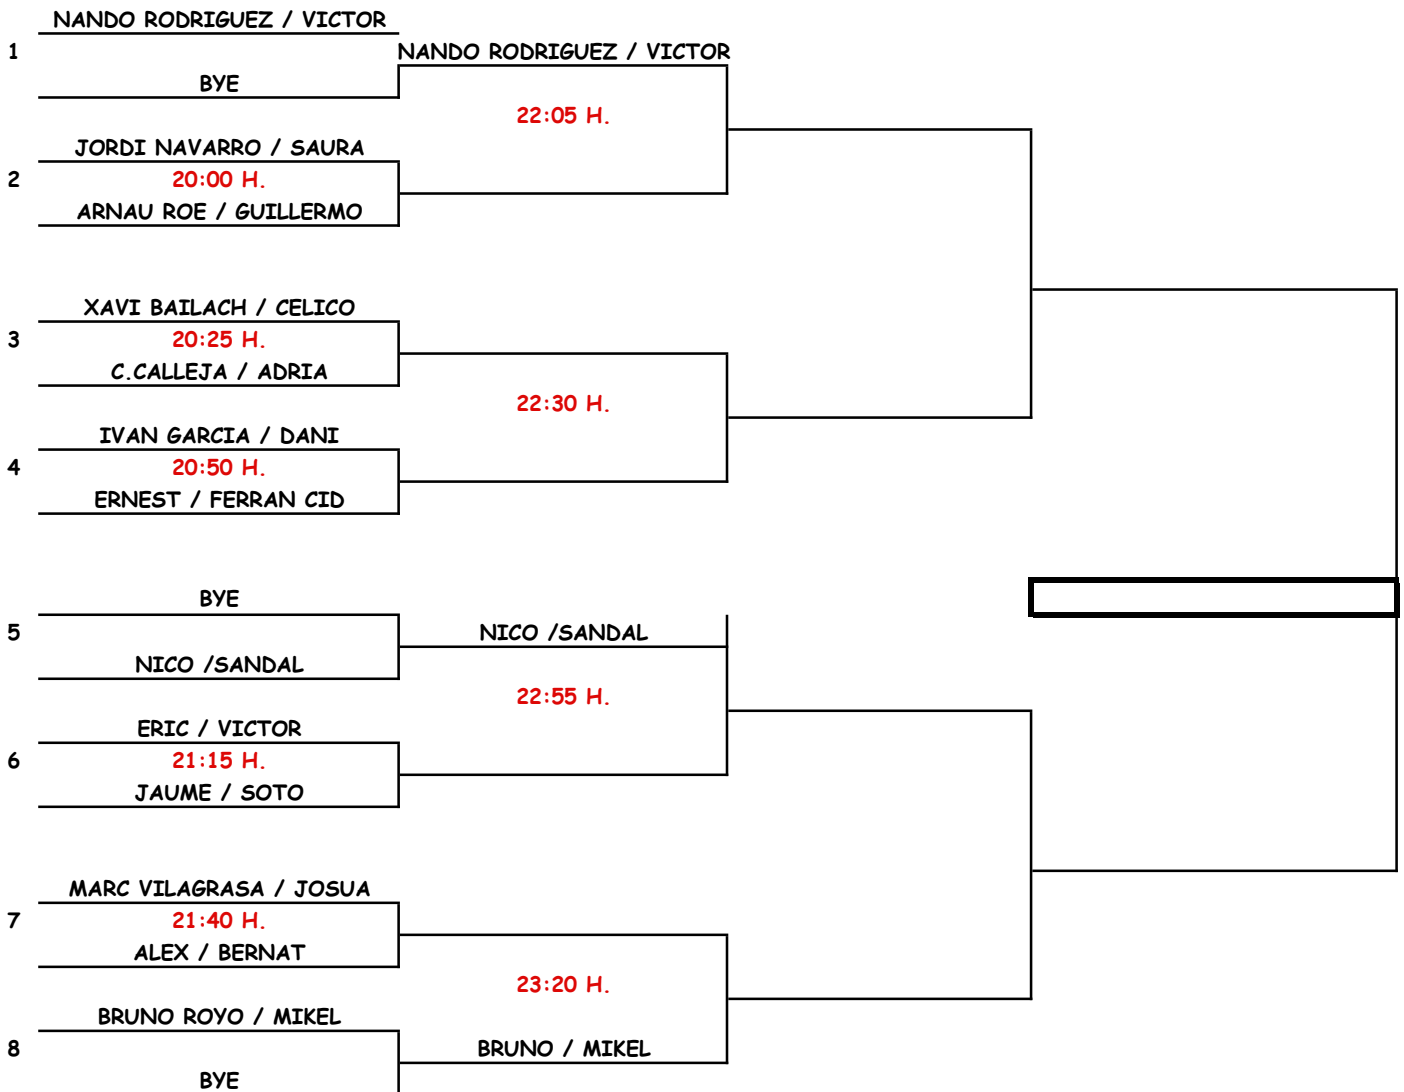 NANDO RODRIGUEZ / VICTOR
1
NANDO RODRIGUEZ / VICTOR
BYE
22:05 H.
JORDI NAVARRO / SAURA
2
20:00 H.
ARNAU ROE / GUILLERMO
XAVI BAILACH / CELICO
3
20:25 H.
C.CALLEJA / ADRIA
22:30 H.
IVAN GARCIA / DANI
4
20:50 H.
ERNEST / FERRAN CID
BYE
5
NICO /SANDAL
NICO /SANDAL
22:55 H.
ERIC / VICTOR
6
21:15 H.
JAUME / SOTO
MARC VILAGRASA / JOSUA
7
21:40 H.
ALEX / BERNAT
23:20 H.
BRUNO ROYO / MIKEL
8
BRUNO / MIKEL
BYE